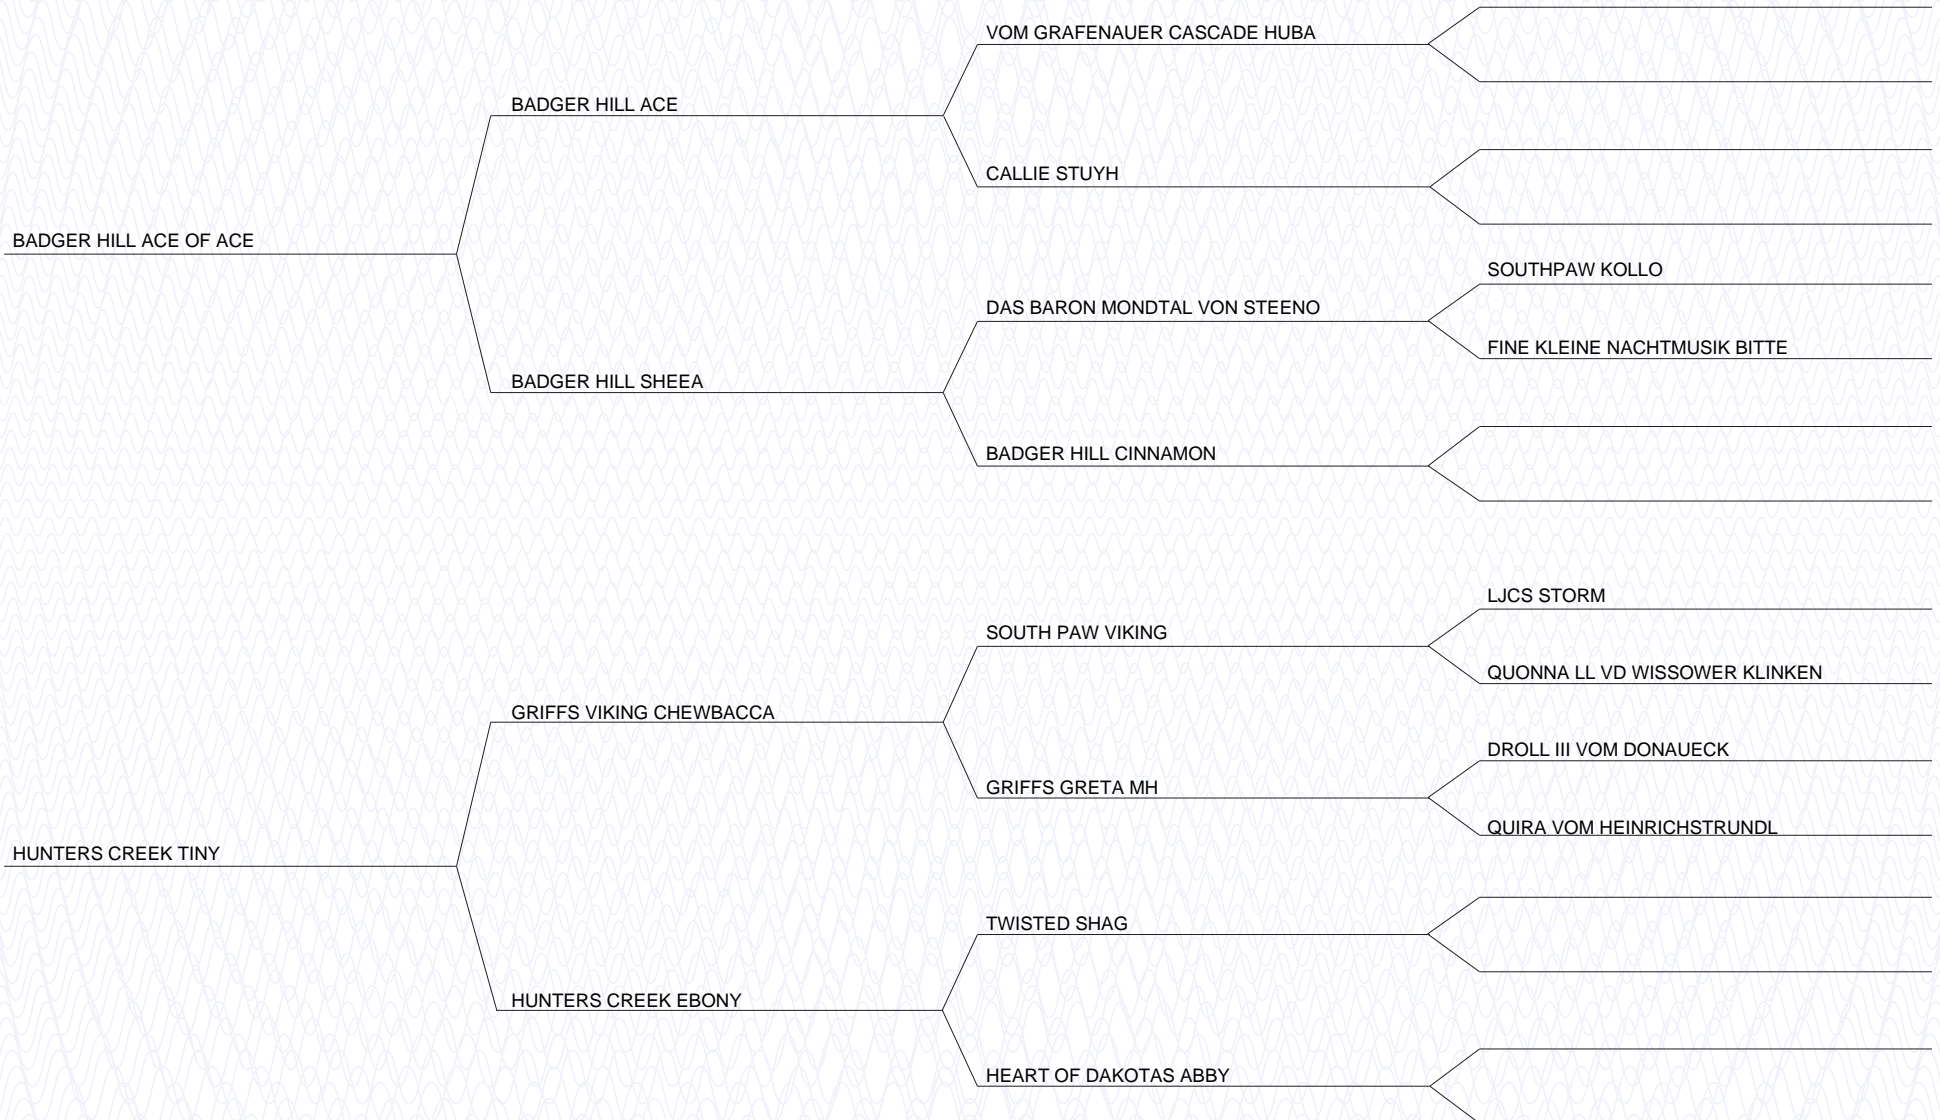 VOM GRAFENAUER CASCADE HUBA
BADGER HILL ACE
CALLIE STUYH
BADGER HILL ACE OF ACE
SOUTHPAW KOLLO
DAS BARON MONDTAL VON STEENO
FINE KLEINE NACHTMUSIK BITTE
BADGER HILL SHEEA
BADGER HILL CINNAMON
LJCS STORM
SOUTH PAW VIKING
QUONNA LL VD WISSOWER KLINKEN
GRIFFS VIKING CHEWBACCA
DROLL III VOM DONAUECK
GRIFFS GRETA MH
QUIRA VOM HEINRICHSTRUNDL
HUNTERS CREEK TINY
TWISTED SHAG
HUNTERS CREEK EBONY
HEART OF DAKOTAS ABBY